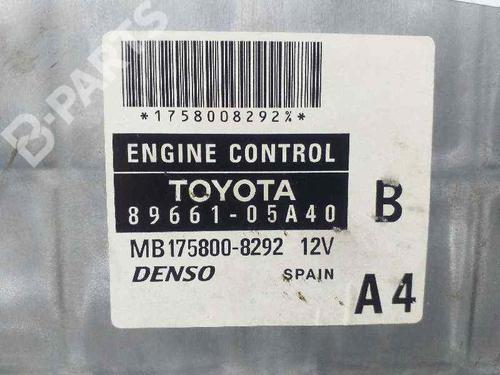 *1758008292%*
ENGINE CONTROL
TOYOTA
89661-05A40
B
MB175800-8292 12V
DENSO SPAIN
A4
B-PARTS